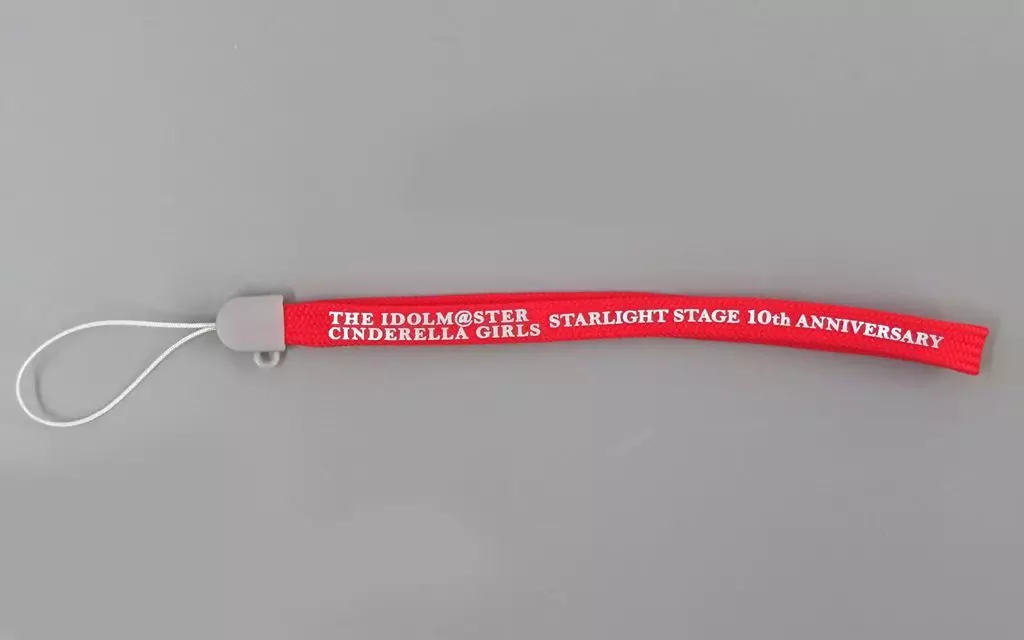 THE IDOLM@STER
CINDERELLA GIRLS
STARLIGHT STAGE 10th ANNIVERSARY